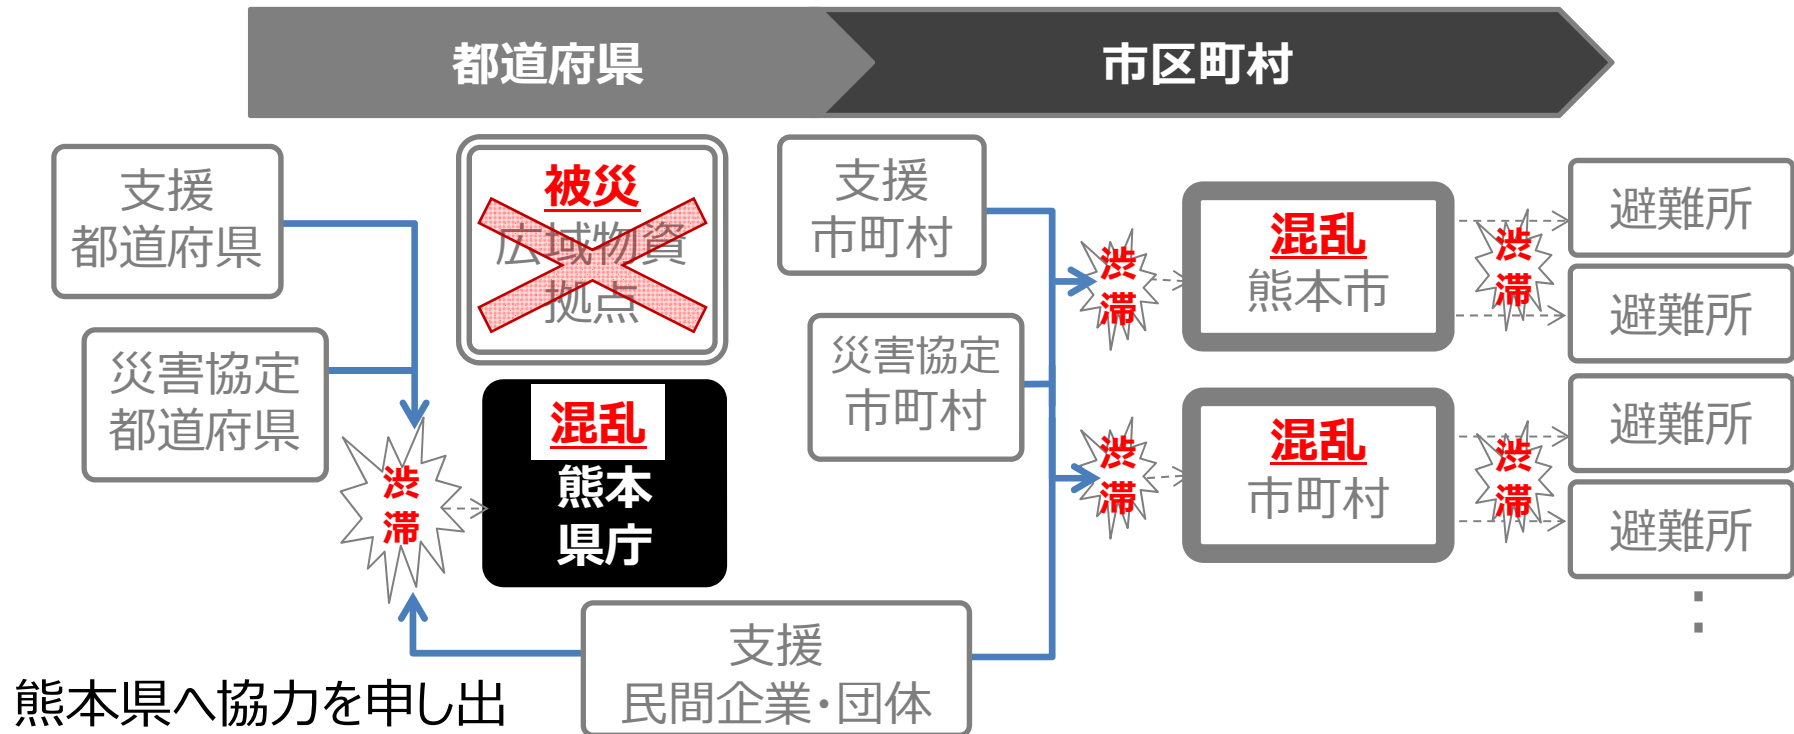 都道府県
市区町村
支援
都道府県
災害協定
都道府県
渋
滞
被災
広域物資
拠点
混乱
熊本
県庁
支援
市町村
災害協定
市町村
支援
民間企業・団体
熊本県へ協力を申し出
渋
滞
渋
滞
混乱
熊本市
混乱
市町村
渋
滞
渋
滞
避難所
避難所
避難所
避難所
: